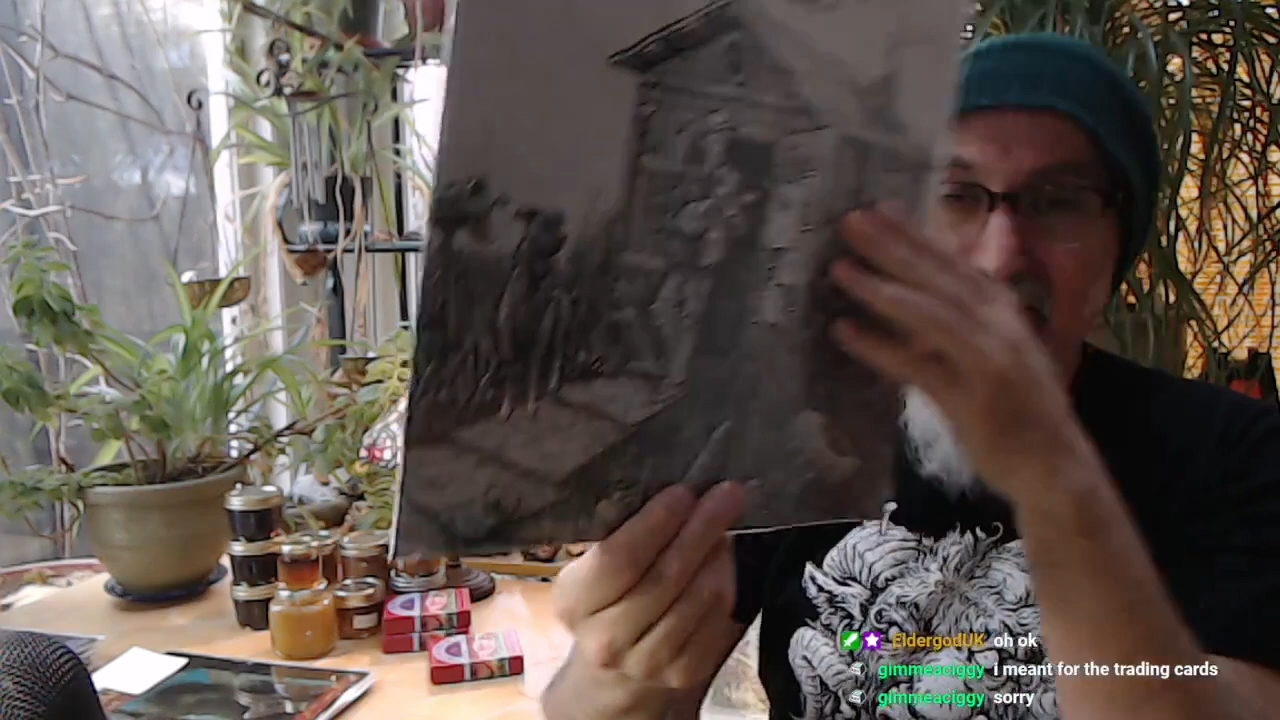 EldergodUK oh ok
gimmeaciggy i meant for the trading cards
gimmeaciggy sorry